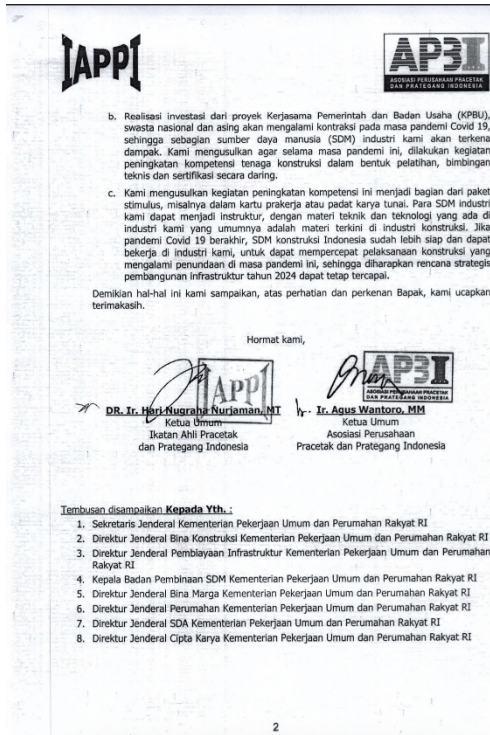 IAPPI
AP3I
ASOSIASI PERUSAHAAN PRACETAK
DAN PRATEGANG INDONESIA
b. Realisasi investasi dari proyek Kerjasama Pemerintah dan Badan Usaha (KPBU),
swasta nasional dan asing akan mengalami kontraksi pada masa pandemi Covid 19,
sehingga sebagian sumber daya manusia (SDM) industri kami akan terkena
dampak. Kami mengusulkan agar selama masa pandemi ini, dilakukan kegiatan
peningkatan kompetensi tenaga konstruksi dalam bentuk pelatihan, bimbingan
teknis dan sertifikasi secara daring.
c. Kami mengusulkan kegiatan peningkatan kompetensi ini menjadi bagian dari paket
stimulus, misalnya dalam kartu prakerja atau padat karya tunai. Para SDM industri
kami dapat menjadi instruktur, dengan materi teknik dan teknologi yang ada di
industri kami yang umumnya adalah materi terkini di industri konstruksi. Jika
pandemi Covid 19 berakhir, SDM konstruksi Indonesia sudah lebih siap dan dapat
bekerja di industri kami, untuk dapat mempercepat pelaksanaan konstruksi yang
mengalami penundaan di masa pandemi ini, sehingga diharapkan rencana strategis
pembangunan infrastruktur tahun 2024 dapat tetap tercapai.
Demikian hal-hal ini kami sampaikan, atas perhatian dan perkenan Bapak, kami ucapkan
terimakasih.
Hormat kami,
IAPPI
AP3I
ASOSIASI PERUSAHAAN PRACETAK
DAN PRATEGANG INDONESIA
DR. Ir. Hari Nugraha Nurjaman, MT
Ketua Umum
Ikatan Ahli Pracetak
dan Prategang Indonesia
Ir. Agus Wantoro, MM
Ketua Umum
Asosiasi Perusahaan
Pracetak dan Prategang Indonesia
Tembusan disampaikan Kepada Yth. :
1. Sekretaris Jenderal Kementerian Pekerjaan Umum dan Perumahan Rakyat RI
2. Direktur Jenderal Bina Konstruksi Kementerian Pekerjaan Umum dan Perumahan Rakyat RI
3. Direktur Jenderal Pembiayaan Infrastruktur Kementerian Pekerjaan Umum dan Perumahan
Rakyat RI
4. Kepala Badan Pembinaan SDM Kementerian Pekerjaan Umum dan Perumahan Rakyat RI
5. Direktur Jenderal Bina Marga Kementerian Pekerjaan Umum dan Perumahan Rakyat RI
6. Direktur Jenderal Perumahan Kementerian Pekerjaan Umum dan Perumahan Rakyat RI
7. Direktur Jenderal SDA Kementerian Pekerjaan Umum dan Perumahan Rakyat RI
8. Direktur Jenderal Cipta Karya Kementerian Pekerjaan Umum dan Perumahan Rakyat RI
2